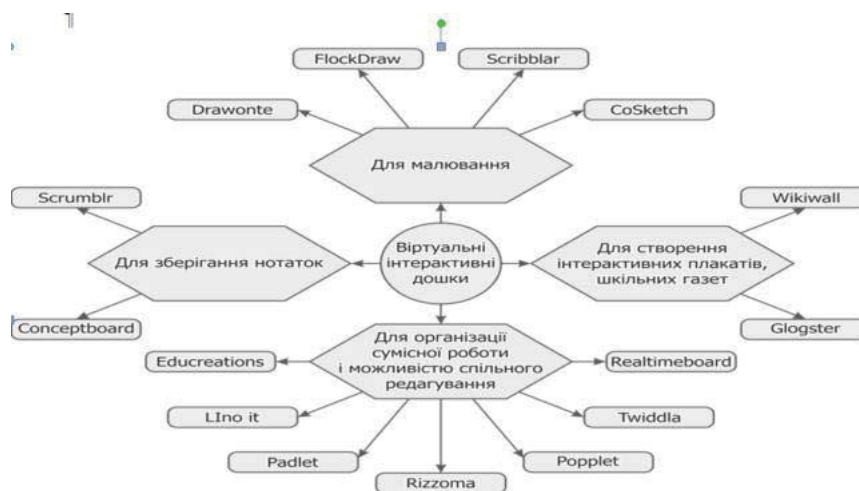 ¶
FlockDraw
Scribblar
Drawonte
CoSketch
Для малювання
Scrumblr
Wikiwall
Для зберігання нотаток
Віртуальні
інтерактивні
дошки
Для створення
інтерактивних плакатів,
шкільних газет
Conceptboard
Glogster
Для організації
сумісної роботи
і можливістю спільного
редагування
Educreations
Realtimeboard
LIno it
Twiddla
Padlet
Popplet
Rizzoma